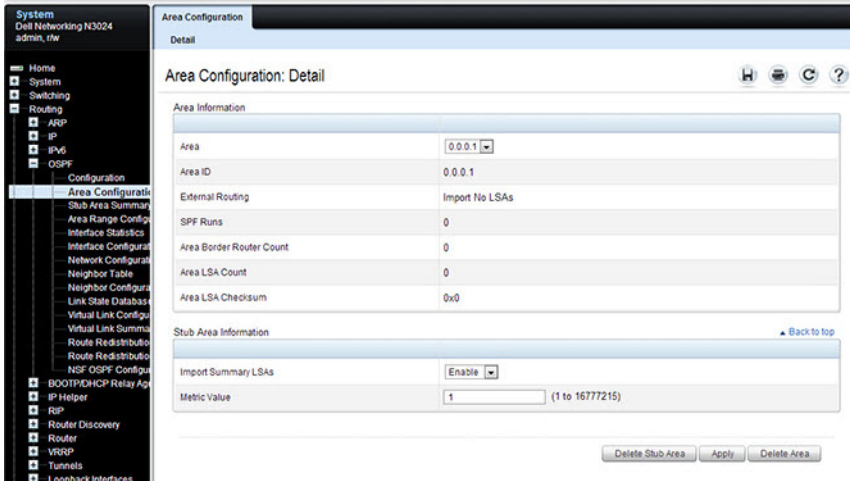 System
Dell Networking N3024
admin, r/w
Home
System
Switching
Routing
ARP
IP
IPv6
OSPF
Configuration
Area Configurati
Stub Area Summary
Area Range Config
Interface Statistics
Interface Configurat
Network Configurati
Neighbor Table
Neighbor Configura
Link State Database
Virtual Link Configu
Virtual Link Summa
Route Redistributio
Route Redistributio
NSF OSPF Configu
BOOTP/DHCP Relay Age
IP Helper
RIP
Router Discovery
Router
VRRP
Tunnels
Loopback Interfaces
Area Configuration
Detail
Area Configuration: Detail
Area Information
Area 0.0.0.1
Area ID 0.0.0.1
External Routing Import No LSAs
SPF Runs 0
Area Border Router Count 0
Area LSA Count 0
Area LSA Checksum 0x0
Stub Area Information Back to top
Import Summary LSAs Enable
Metric Value 1 (1 to 16777215)
Delete Stub Area Apply Delete Area